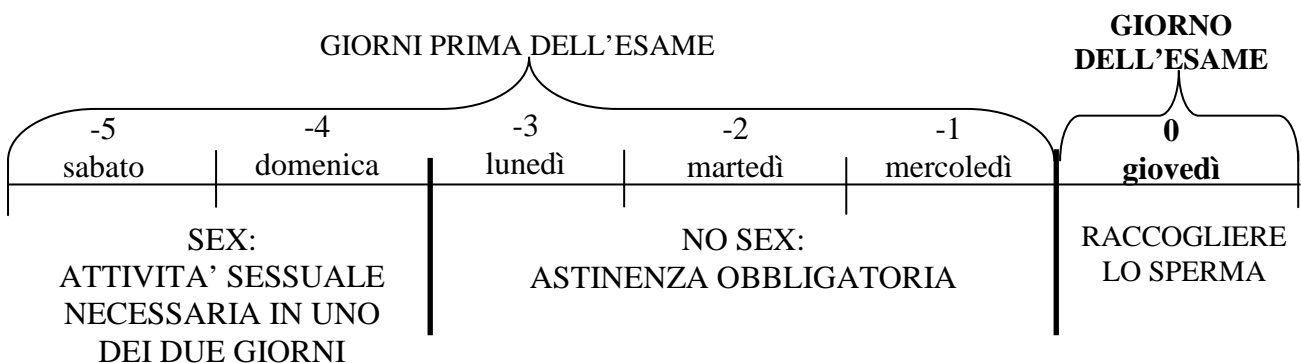 GIORNI PRIMA DELL’ESAME
GIORNO
DELL’ESAME
-5
-4
-3
-2
-1
0
sabato
domenica
lunedì
martedì
mercoledì
giovedì
SEX:
ATTIVITA’ SESSUALE
NECESSARIA IN UNO
DEI DUE GIORNI
NO SEX:
ASTINENZA OBBLIGATORIA
RACCOGLIERE
LO SPERMA